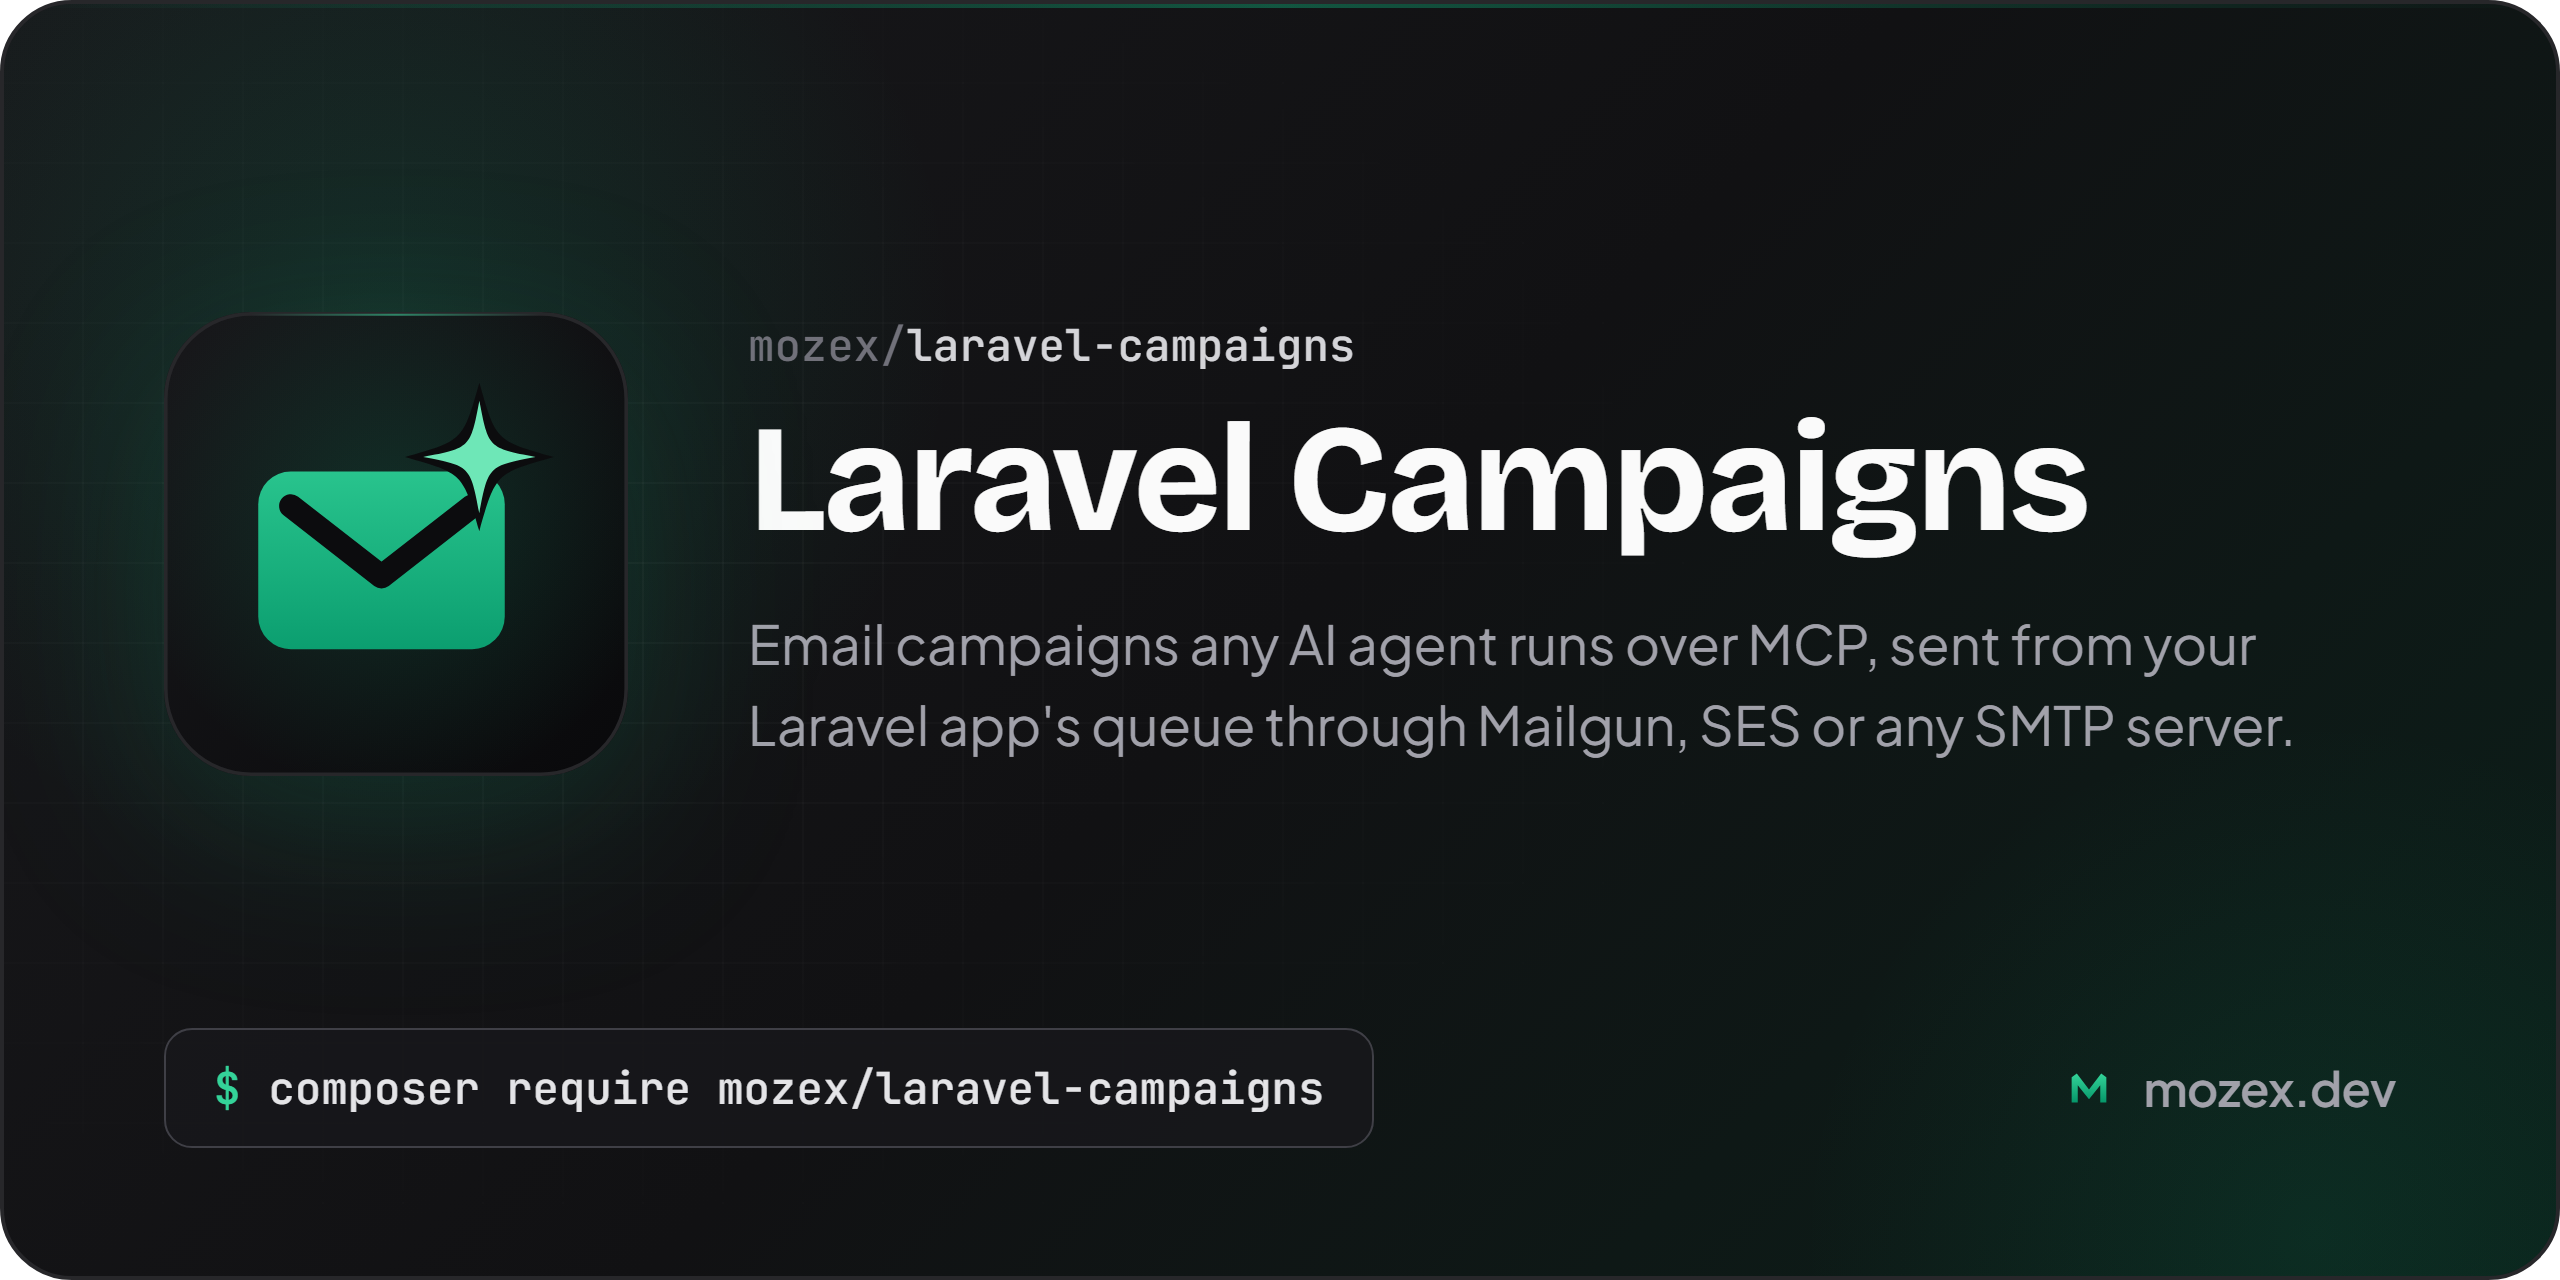 mozex/laravel-campaigns
Laravel Campaigns
Email campaigns any AI agent runs over MCP, sent from your
Laravel app's queue through Mailgun, SES or any SMTP server.
$ composer require mozex/laravel-campaigns
M mozex.dev